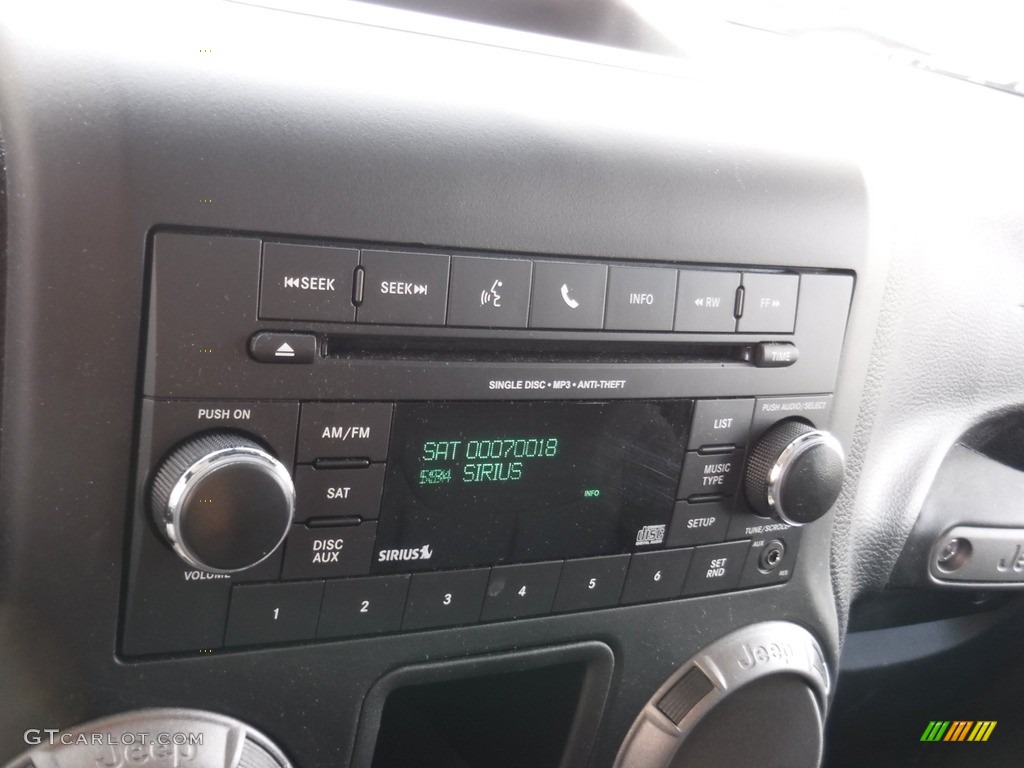 ⏮SEEK SEEK⏭ INFO ◂◂RW FF▸▸
TIME
SINGLE DISC • MP3 • ANTI-THEFT
PUSH ON
PUSH AUDIO/SELECT
AM/FM
LIST
SAT 00070018
SIRIUS
SAT
MUSIC
TYPE
INFO
SETUP
DISC
AUX
SIRIUS
disc
TUNE/SCROLL
AUX
VOLUME
SET
RND
1 2 3 4 5 6
Jeep
Jeep
Jeep
GTCARLOT.COM